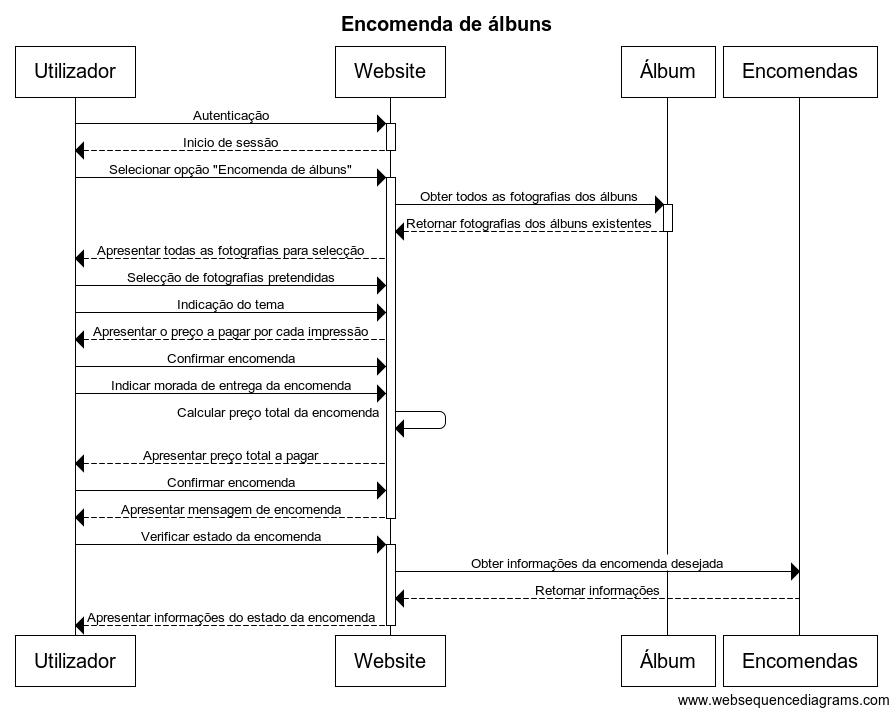 Encomenda de álbuns
Utilizador
Website
Álbum
Encomendas
Autenticação
Inicio de sessão
Selecionar opção "Encomenda de álbuns"
Obter todos as fotografias dos álbuns
Retornar fotografias dos álbuns existentes
Apresentar todas as fotografias para selecção
Selecção de fotografias pretendidas
Indicação do tema
Apresentar o preço a pagar por cada impressão
Confirmar encomenda
Indicar morada de entrega da encomenda
Calcular preço total da encomenda
Apresentar preço total a pagar
Confirmar encomenda
Apresentar mensagem de encomenda
Verificar estado da encomenda
Obter informações da encomenda desejada
Retornar informações
Apresentar informações do estado da encomenda
Utilizador
Website
Álbum
Encomendas
www.websequencediagrams.com